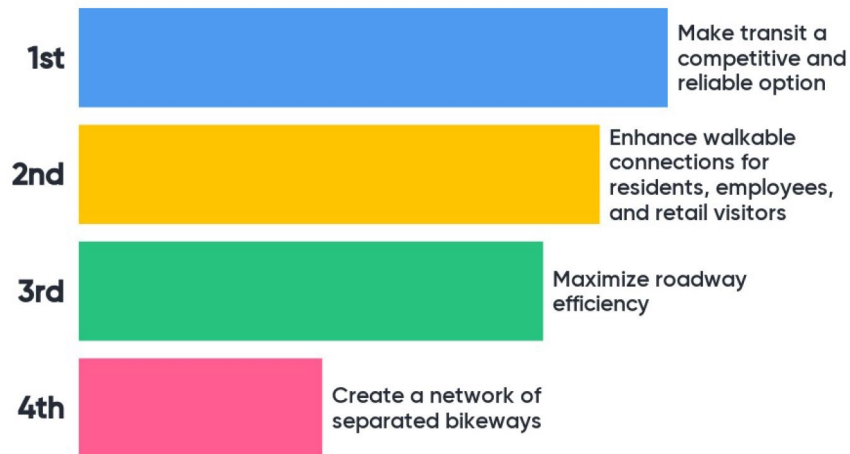 1st
Make transit a
competitive and
reliable option
2nd
Enhance walkable
connections for
residents, employees,
and retail visitors
3rd
Maximize roadway
efficiency
4th
Create a network of
separated bikeways